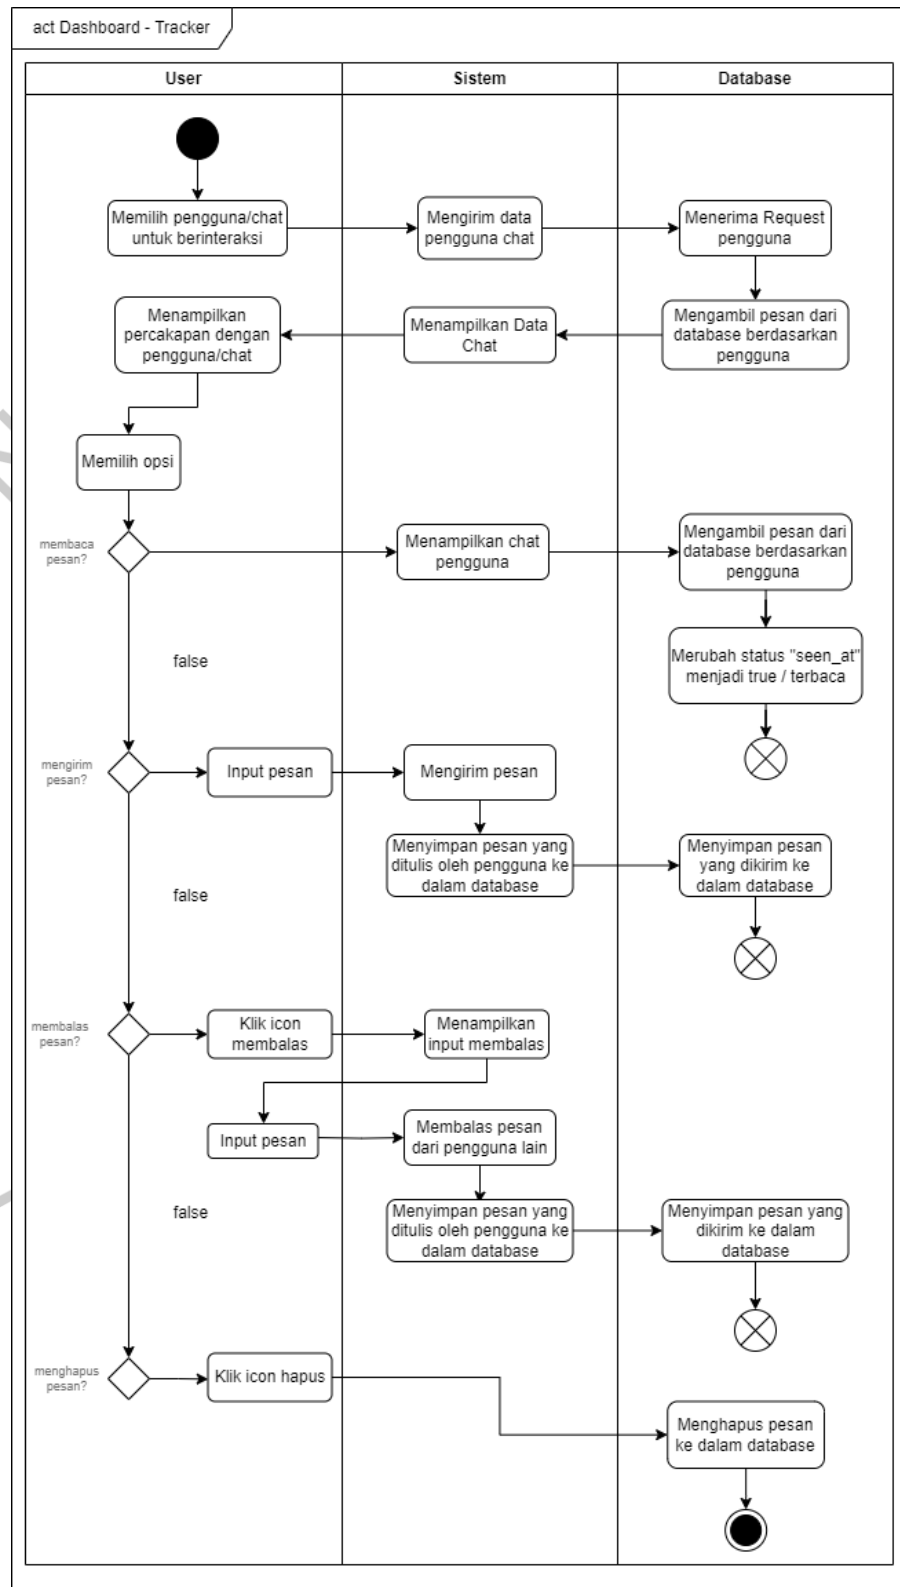 act Dashboard - Tracker
User
Sistem
Database
Memilih pengguna/chat
untuk berinteraksi
Mengirim data
pengguna chat
Menerima Request
pengguna
Menampilkan
percakapan dengan
pengguna/chat
Menampilkan Data
Chat
Mengambil pesan dari
database berdasarkan
pengguna
Memilih opsi
membaca
pesan?
Menampilkan chat
pengguna
Mengambil pesan dari
database berdasarkan
pengguna
false
Merubah status "seen_at"
menjadi true / terbaca
mengirim
pesan?
Input pesan
Mengirim pesan
Menyimpan pesan yang
ditulis oleh pengguna ke
dalam database
Menyimpan pesan
yang dikirim ke
dalam database
false
membalas
pesan?
Klik icon
membalas
Menampilkan
input membalas
Input pesan
Membalas pesan
dari pengguna lain
false
Menyimpan pesan yang
ditulis oleh pengguna ke
dalam database
Menyimpan pesan yang
dikirim ke dalam
database
menghapus
pesan?
Klik icon hapus
Menghapus pesan
ke dalam database